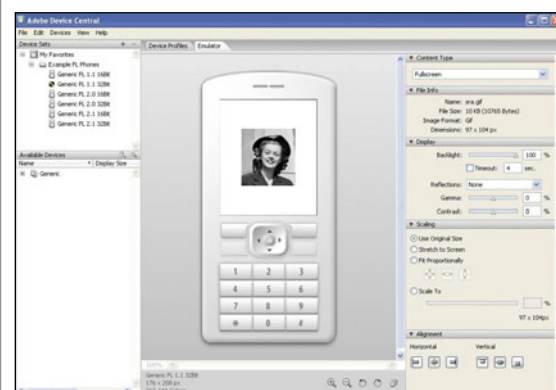 Adobe Device Central
File Edit Devices View Help
Device Sets
My Favorites
Example FL Phones
Generic FL 1.1 16Bit
Generic FL 1.1 32Bit
Generic FL 2.0 16Bit
Generic FL 2.0 32Bit
Generic FL 2.1 16Bit
Generic FL 2.1 32Bit
Available Devices
Name Display Size
Generic
Device Profiles Emulator
1 2 3
4 5 6
7 8 9
* 0 #
100%
Generic FL 1.1 32Bit
176 x 208 px
Content Type
Fullscreen
File Info
Name: sra.gif
File Size: 10 KB (10765 Bytes)
Image Format: Gif
Dimensions: 97 x 104 px
Display
Backlight: 100 %
Timeout: 4 sec.
Reflections: None
Gamma: 0 %
Contrast: 0 %
Scaling
Use Original Size
Stretch to Screen
Fit Proportionally
Scale To
%
97 x 104px
Alignment
Horizontal Vertical